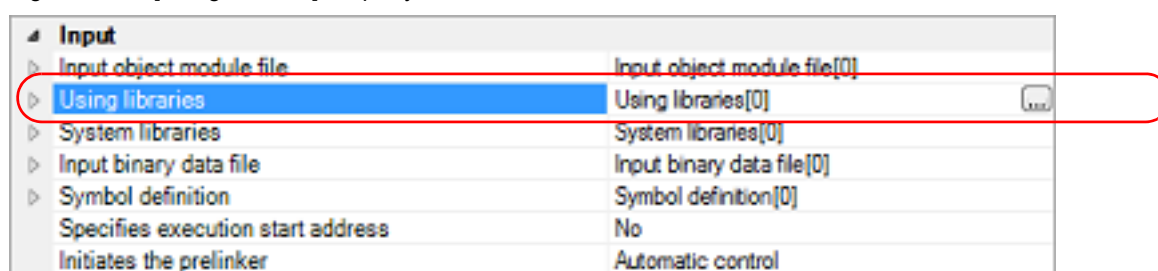 Input
Input object module file Input object module file[0]
Using libraries Using libraries[0] ...
System libraries System libraries[0]
Input binary data file Input binary data file[0]
Symbol definition Symbol definition[0]
Specifies execution start address No
Initiates the prelinker Automatic control